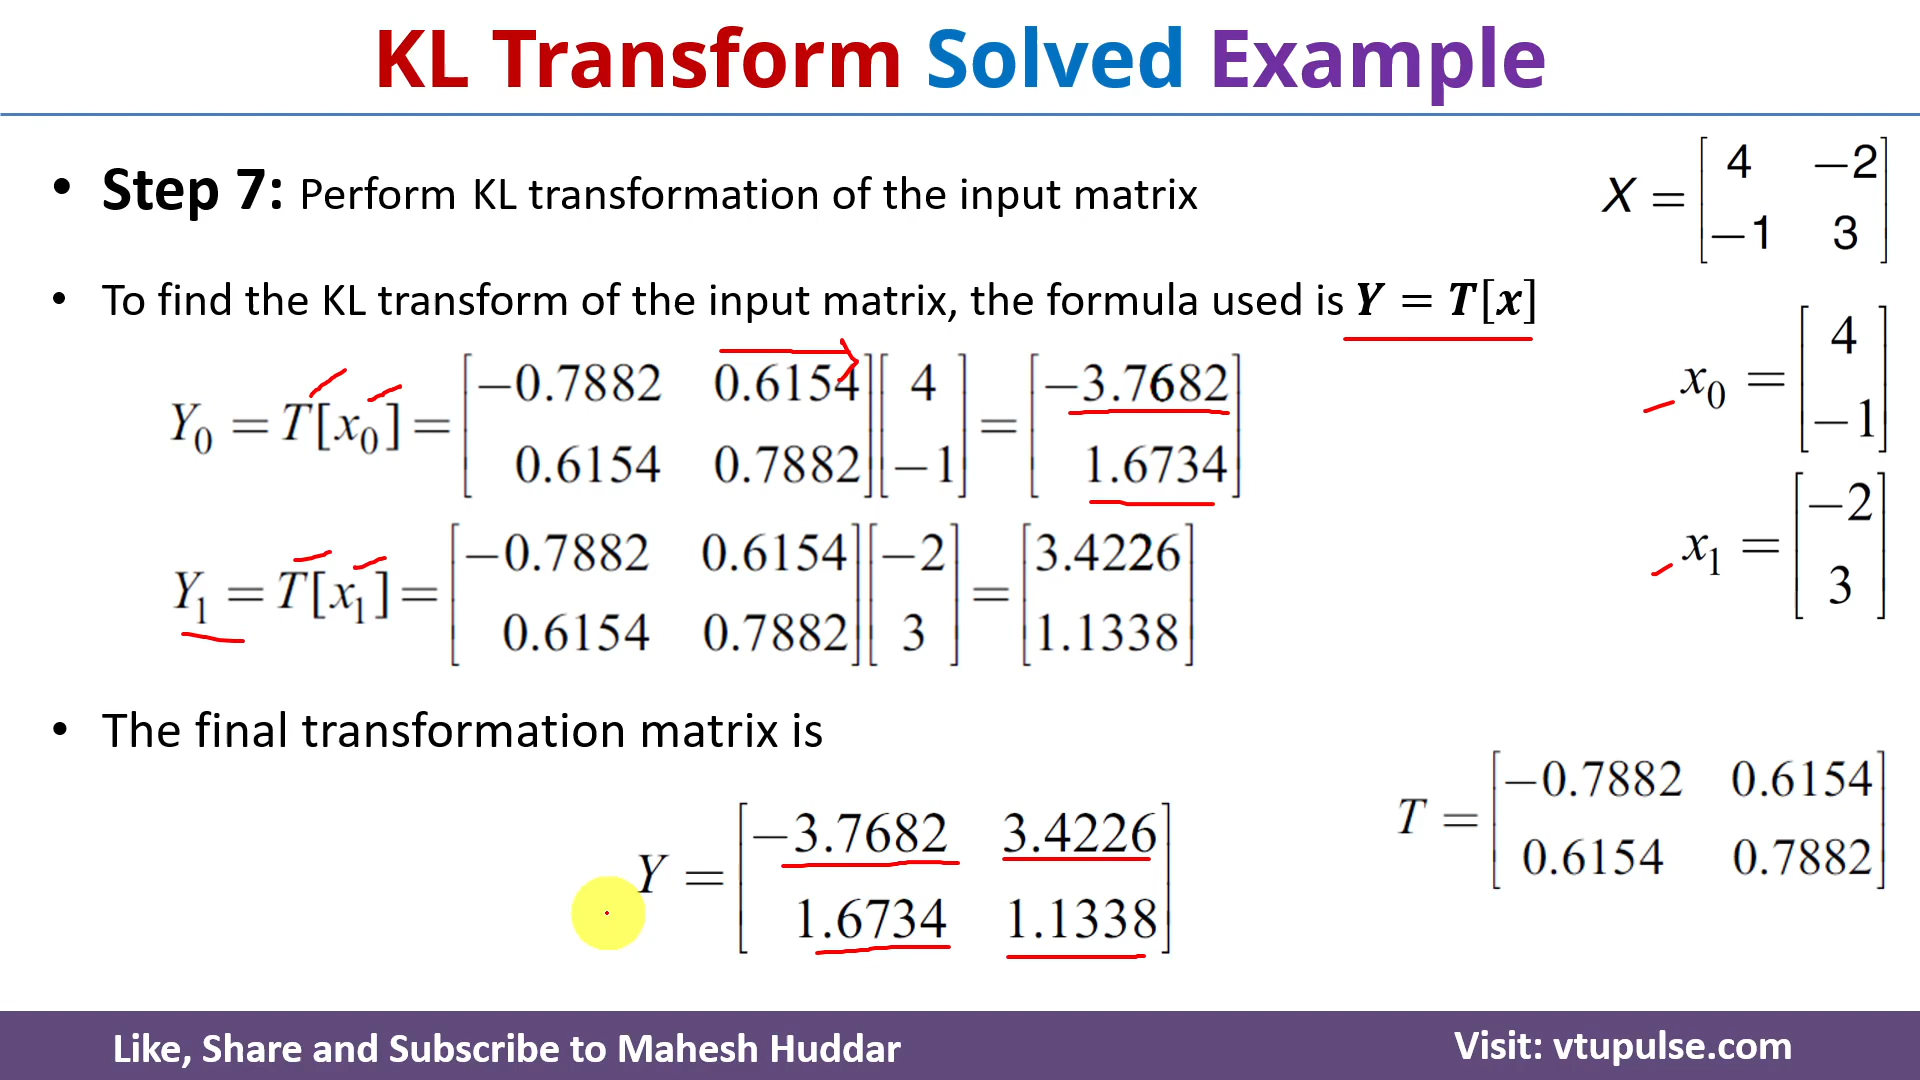 KL Transform Solved Example
• Step 7: Perform KL transformation of the input matrix
X = [4 −2
−1 3]
• To find the KL transform of the input matrix, the formula used is Y = T[x]
Y0 = T[x0] = [−0.7882 0.6154 [4 = [−3.7682
0.6154 0.7882] −1] 1.6734]
x0 = [4
−1]
Y1 = T[x1] = [−0.7882 0.6154 [−2 = [3.4226
0.6154 0.7882] 3] 1.1338]
x1 = [−2
3]
• The final transformation matrix is
Y = [−3.7682 3.4226
1.6734 1.1338]
T = [−0.7882 0.6154
0.6154 0.7882]
Like, Share and Subscribe to Mahesh Huddar
Visit: vtupulse.com